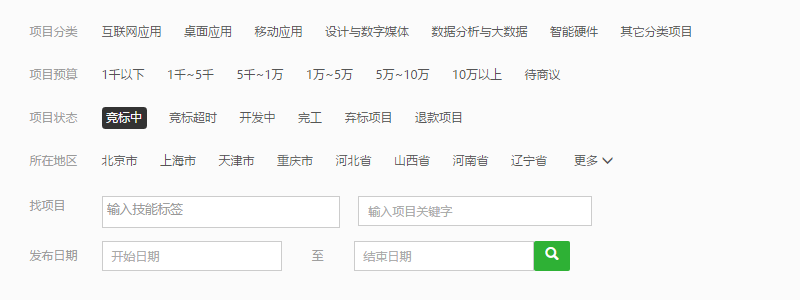 项目分类 互联网应用 桌面应用 移动应用 设计与数字媒体 数据分析与大数据 智能硬件 其它分类项目
项目预算 1千以下 1千~5千 5千~1万 1万~5万 5万~10万 10万以上 待商议
项目状态 竞标中 竞标超时 开发中 完工 弃标项目 退款项目
所在地区 北京市 上海市 天津市 重庆市 河北省 山西省 河南省 辽宁省 更多
找项目 输入技能标签 输入项目关键字
发布日期 开始日期 至 结束日期